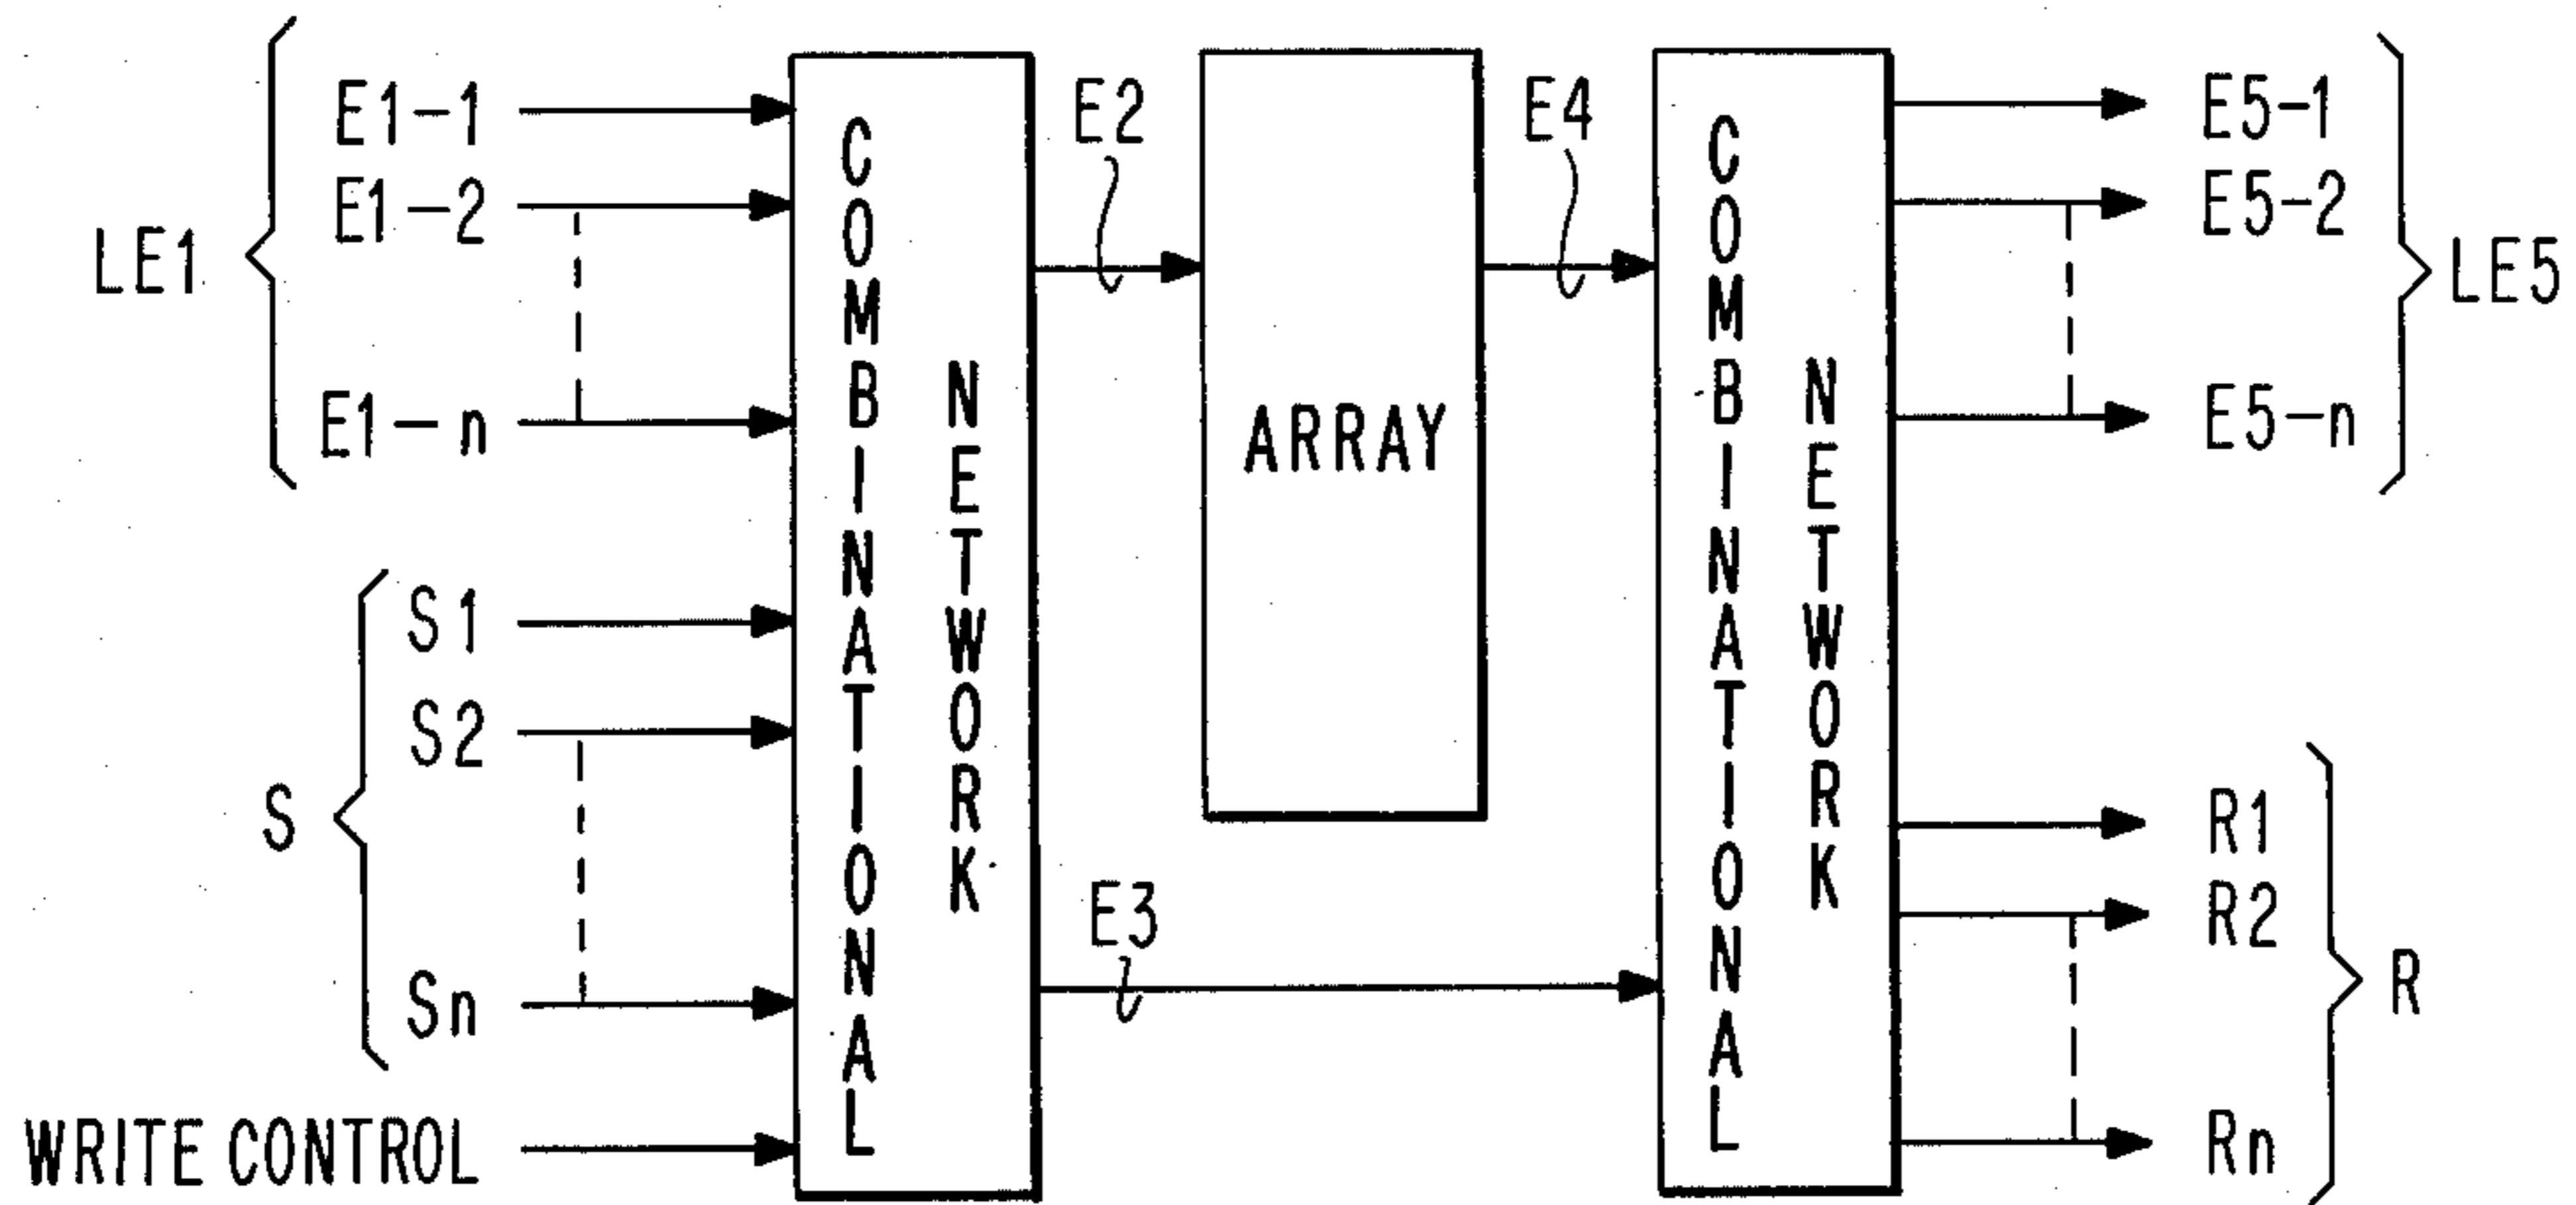 LE1
E1-1
E1-2
E1-n
S
S1
S2
Sn
WRITE CONTROL
COMBINATIONAL
NETWORK
E2
E3
ARRAY
E4
COMBINATIONAL
NETWORK
E5-1
E5-2
E5-n
LE5
R1
R2
Rn
R